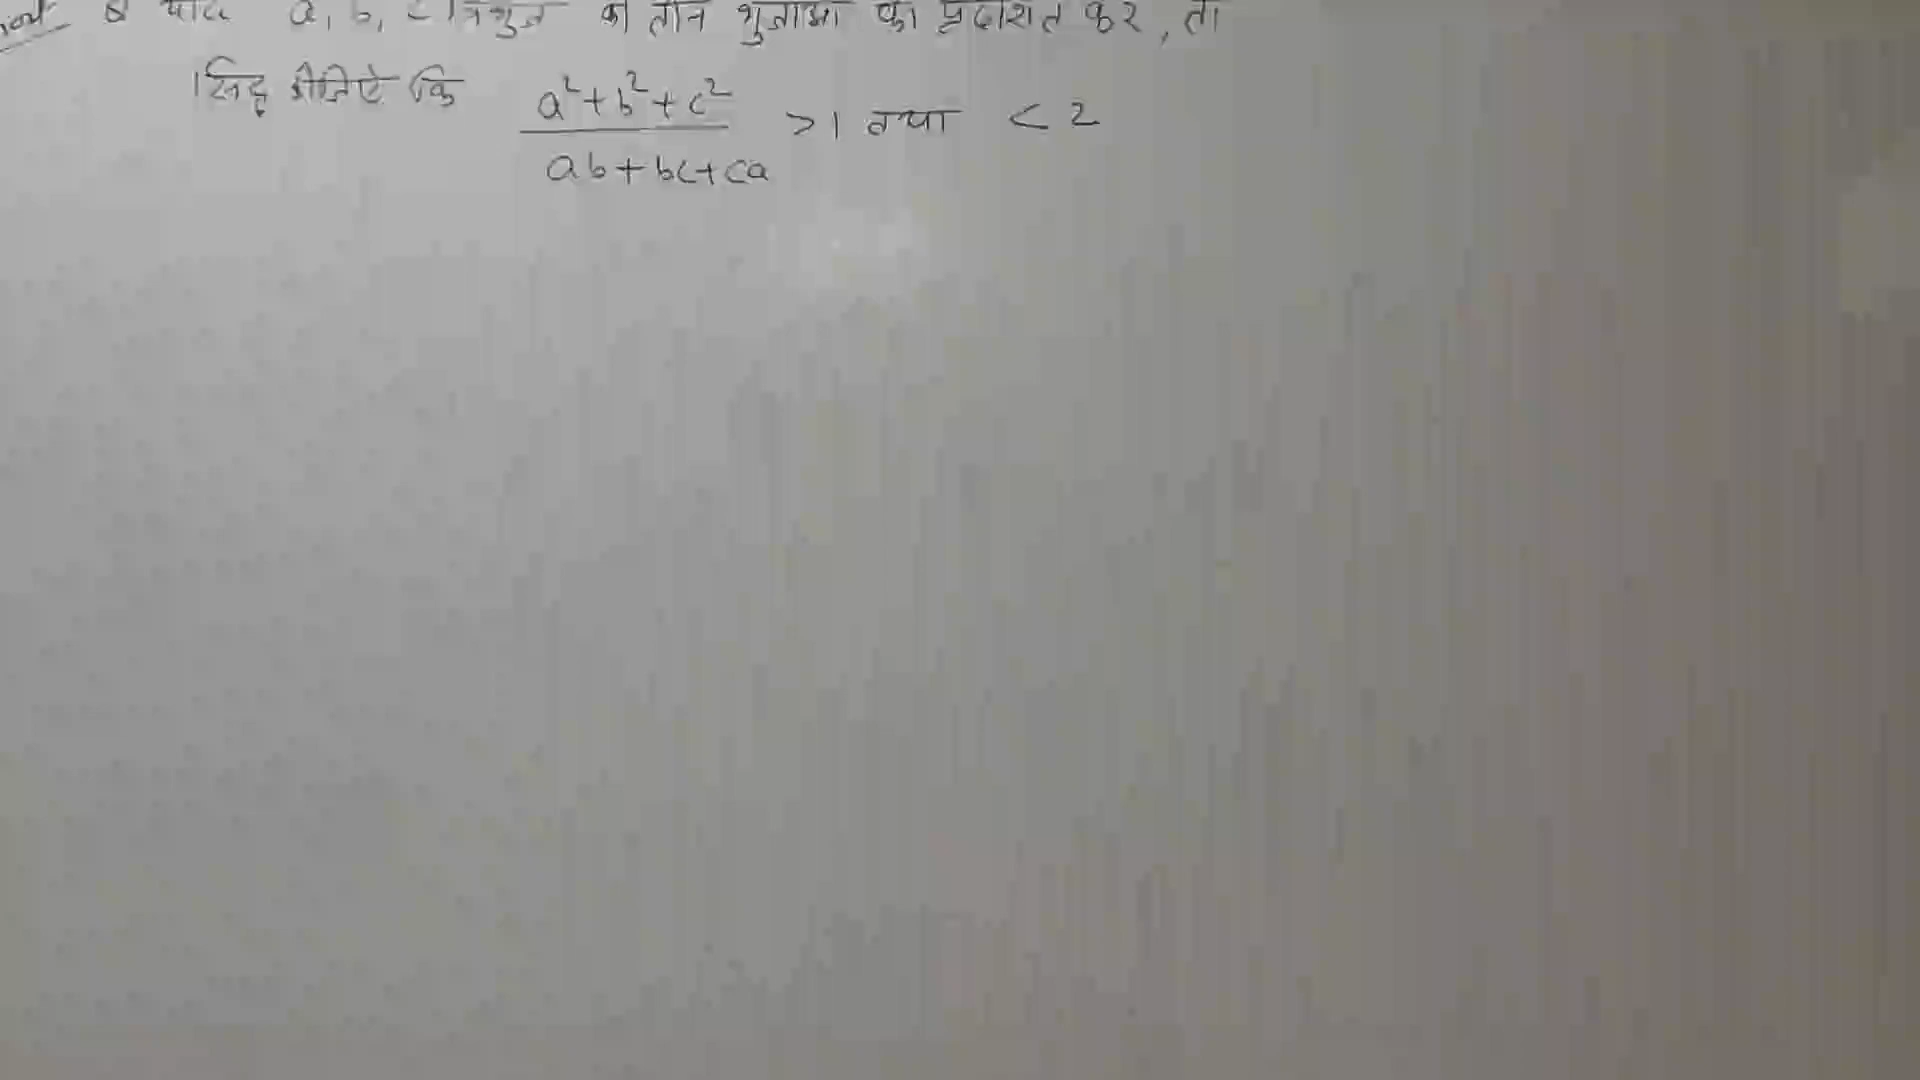 यदि a, b, c त्रिभुज की तीन भुजाओं को प्रदर्शित करे, तो
सिद्ध कीजिऐ कि a²+b²+c² / ab+bc+ca >1 तथा < 2